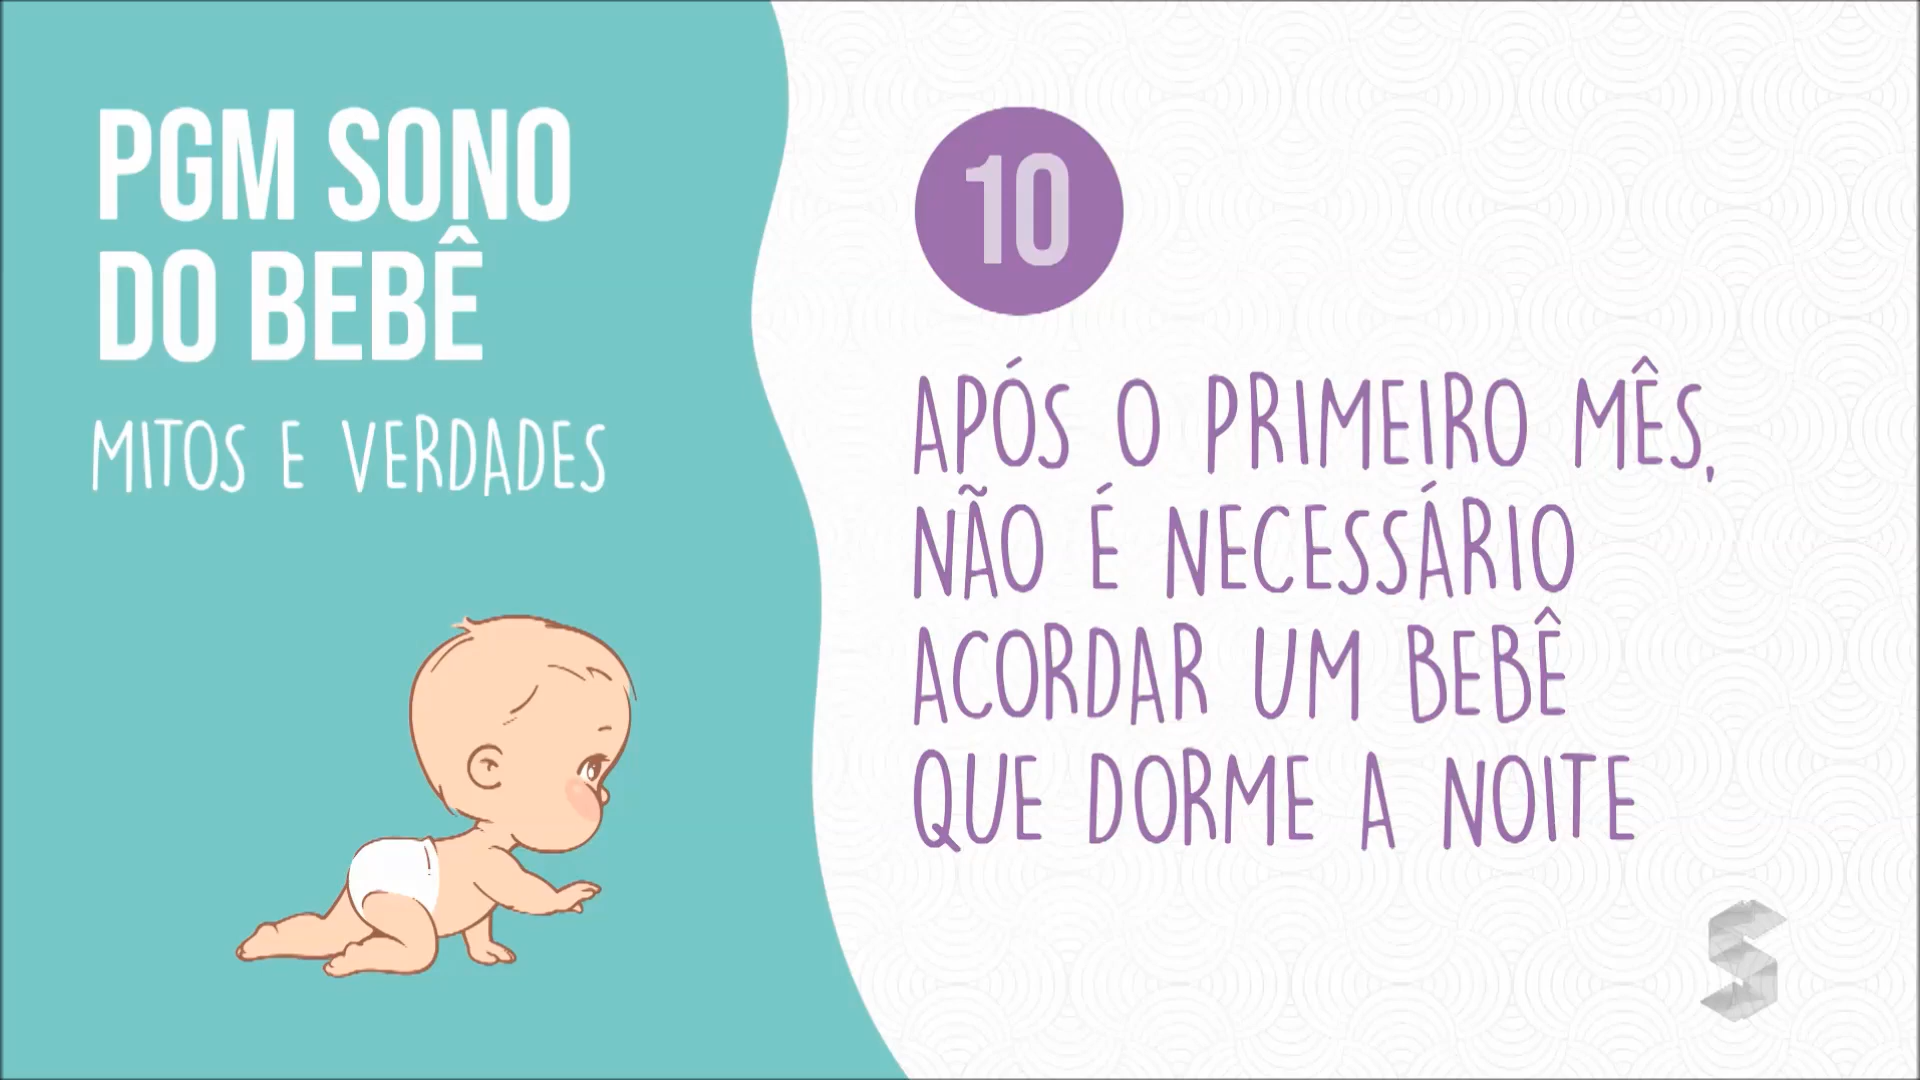 PGM SONO
DO BEBÊ
MITOS E VERDADES
10
APÓS O PRIMEIRO MÊS,
NÃO É NECESSÁRIO
ACORDAR UM BEBÊ
QUE DORME A NOITE